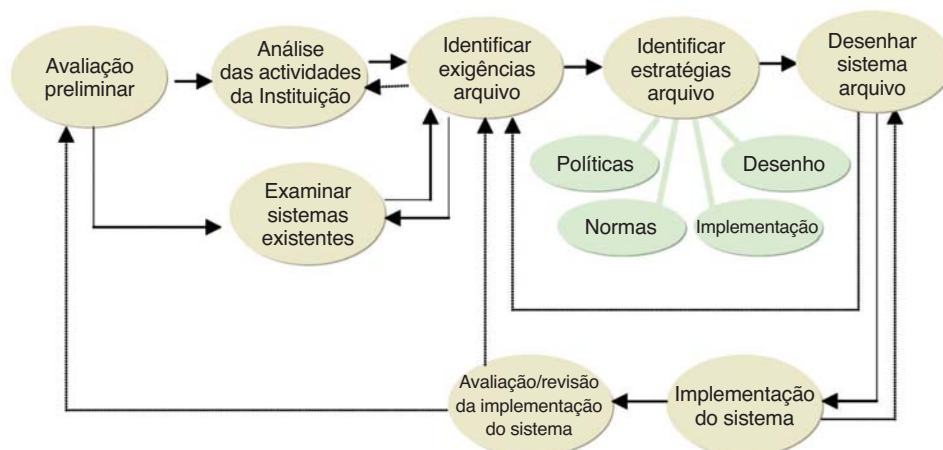 Avaliação
preliminar
Análise
das actividades
da Instituição
Identificar
exigências
arquivo
Identificar
estratégias
arquivo
Desenhar
sistema
arquivo
Políticas
Desenho
Normas
Implementação
Examinar
sistemas
existentes
Avaliação/revisão
da implementação
do sistema
Implementação
do sistema